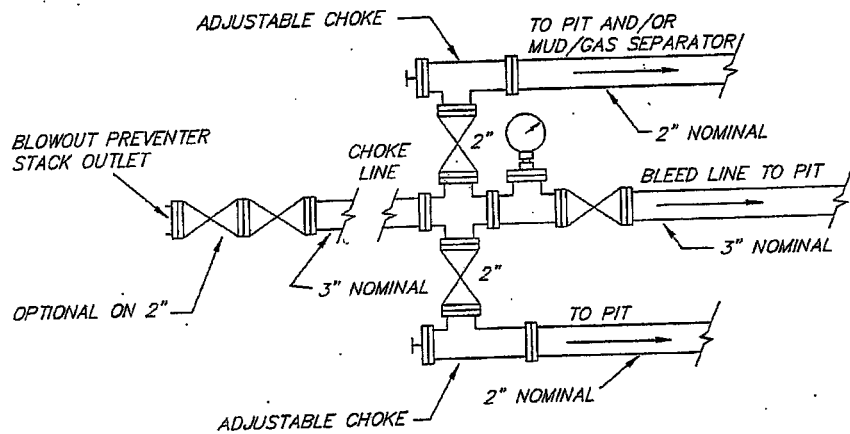 ADJUSTABLE CHOKE
TO PIT AND/OR
MUD/GAS SEPARATOR
2" NOMINAL
BLOWOUT PREVENTER
STACK OUTLET
CHOKE
LINE
2"
BLEED LINE TO PIT
3" NOMINAL
OPTIONAL ON 2"
3" NOMINAL
2"
TO PIT
2" NOMINAL
ADJUSTABLE CHOKE